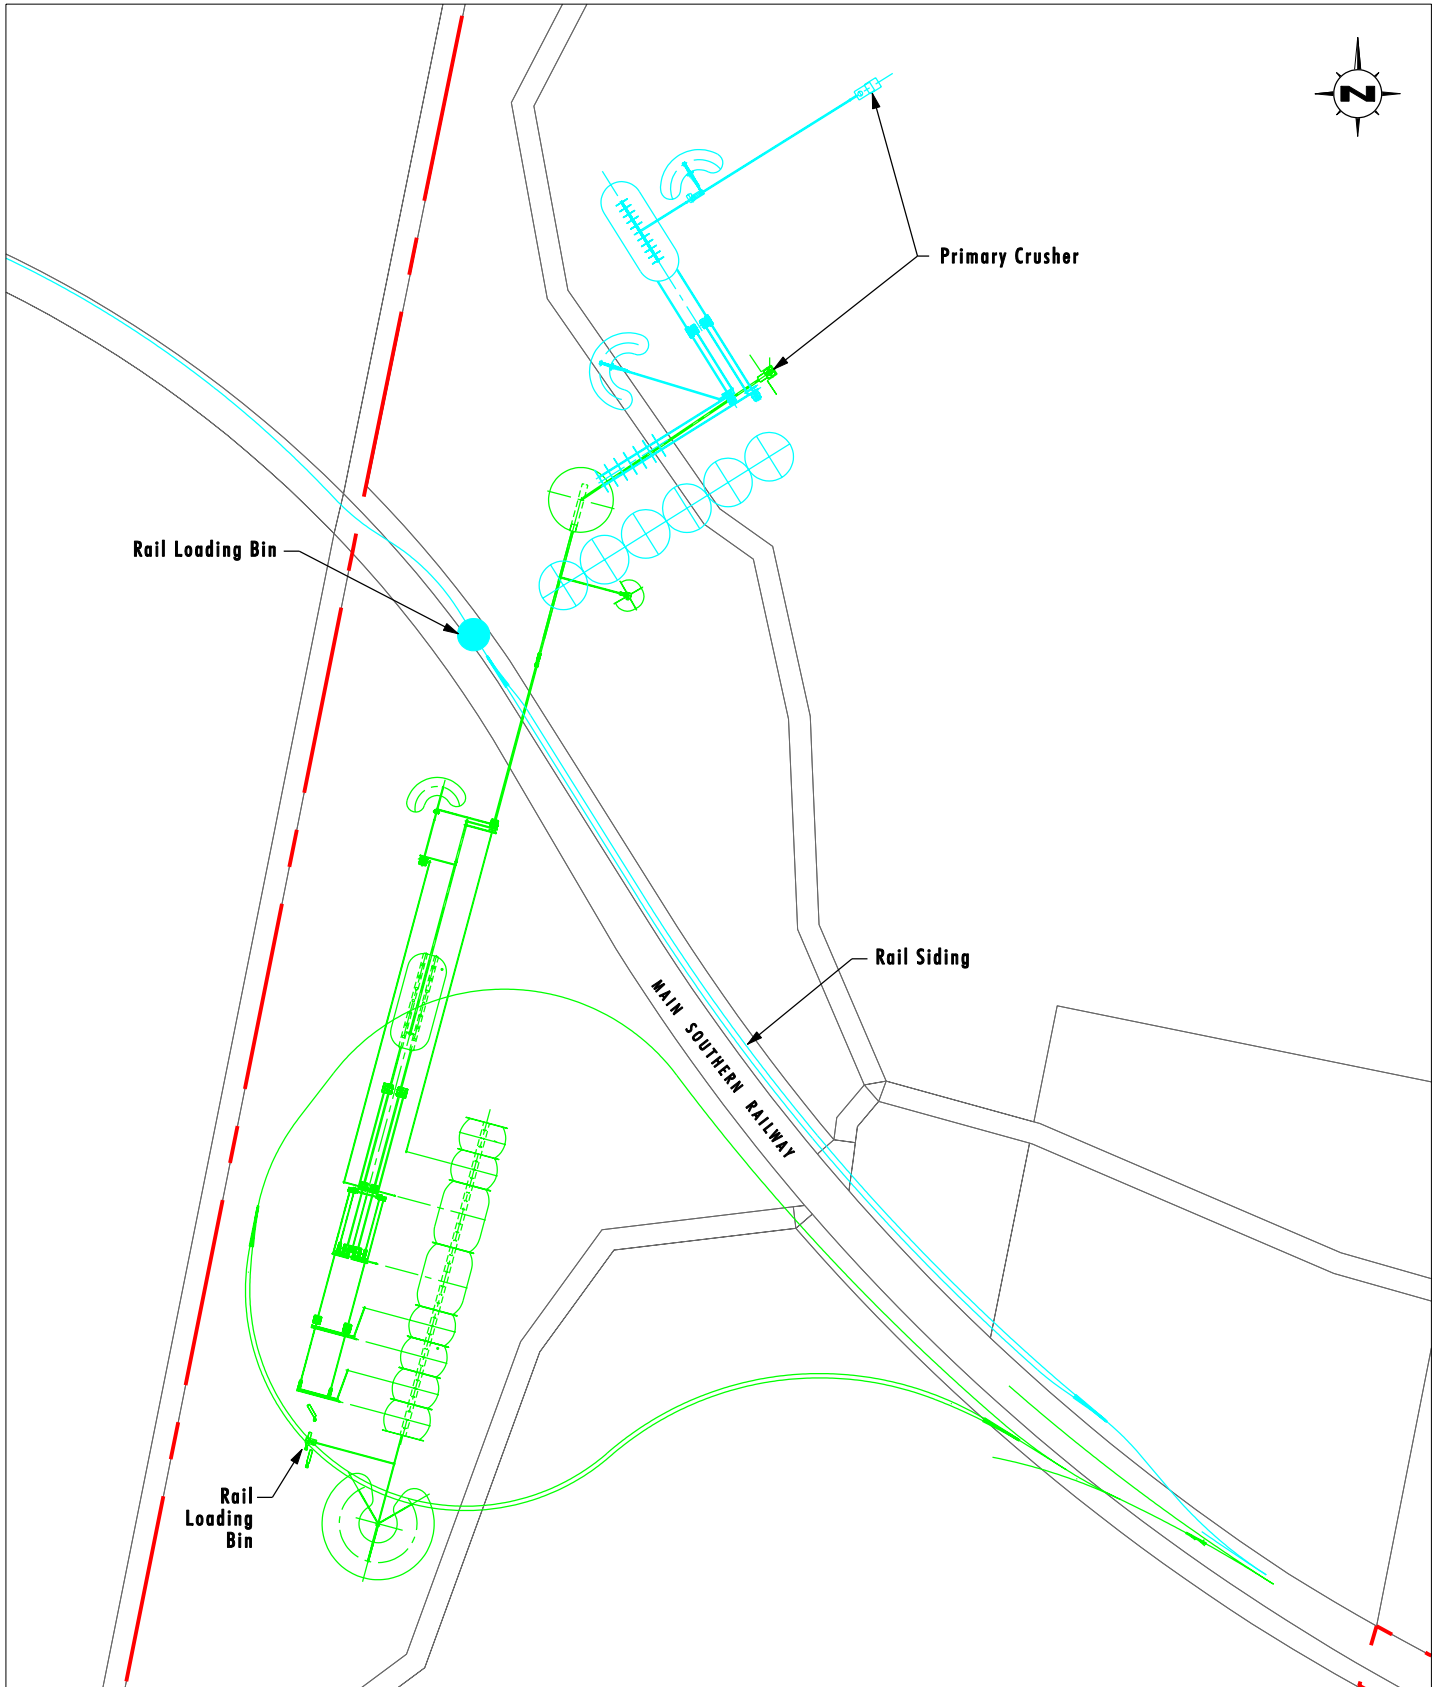 N
Primary Crusher
Rail Loading Bin
Rail Siding
MAIN SOUTHERN RAILWAY
Rail
Loading
Bin